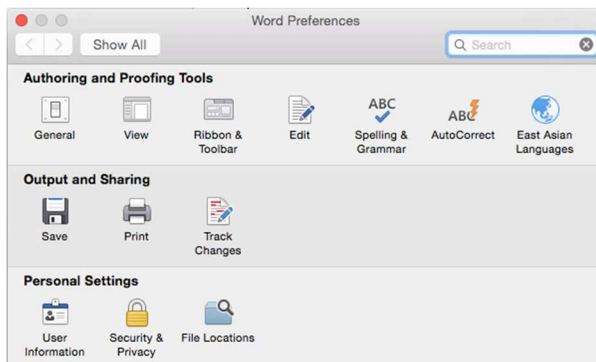 Word Preferences
Show All
Search
Authoring and Proofing Tools
General
View
Ribbon &
Toolbar
Edit
ABC
Spelling &
Grammar
ABC
AutoCorrect
East Asian
Languages
Output and Sharing
Save
Print
Track
Changes
Personal Settings
User
Information
Security &
Privacy
File Locations